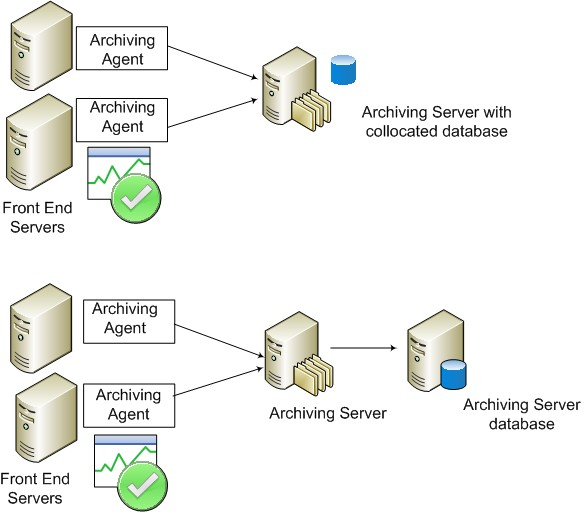 Archiving
Agent
Archiving
Agent
Archiving Server with
collocated database
Front End
Servers
Archiving
Agent
Archiving
Agent
Archiving Server
Archiving Server
database
Front End
Servers